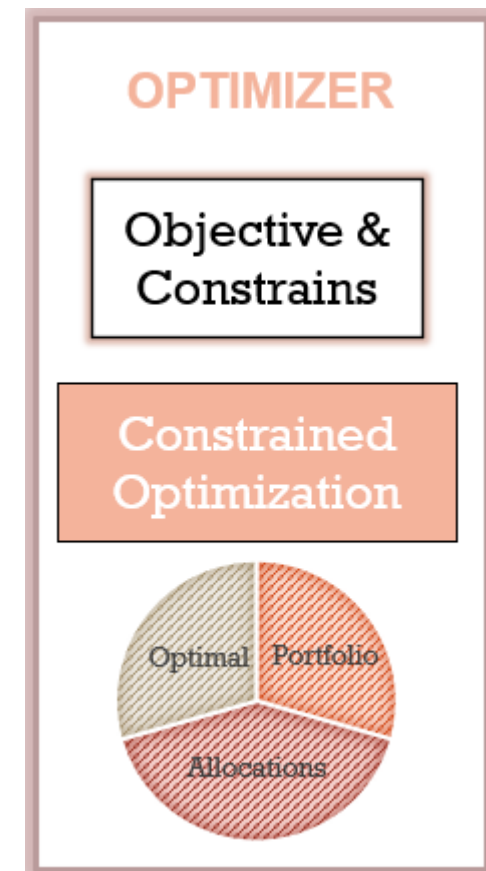 OPTIMIZER
Objective &
Constrains
Constrained
Optimization
Optimal
Portfolio
Allocations